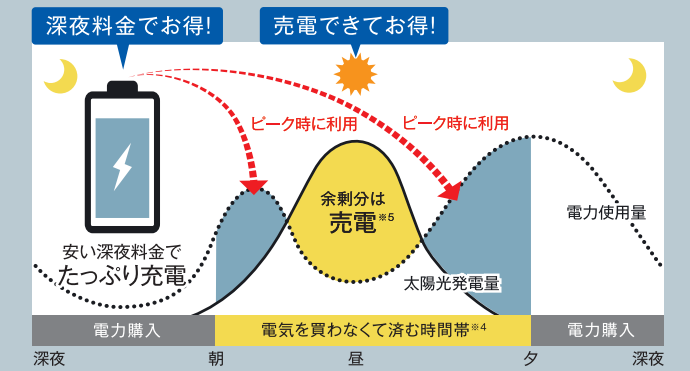 深夜料金でお得!
売電できてお得!
ピーク時に利用
ピーク時に利用
余剰分は
売電※5
電力使用量
安い深夜料金で
たっぷり充電
太陽光発電量
電力購入
電気を買わなくて済む時間帯※4
電力購入
深夜
朝
昼
夕
深夜